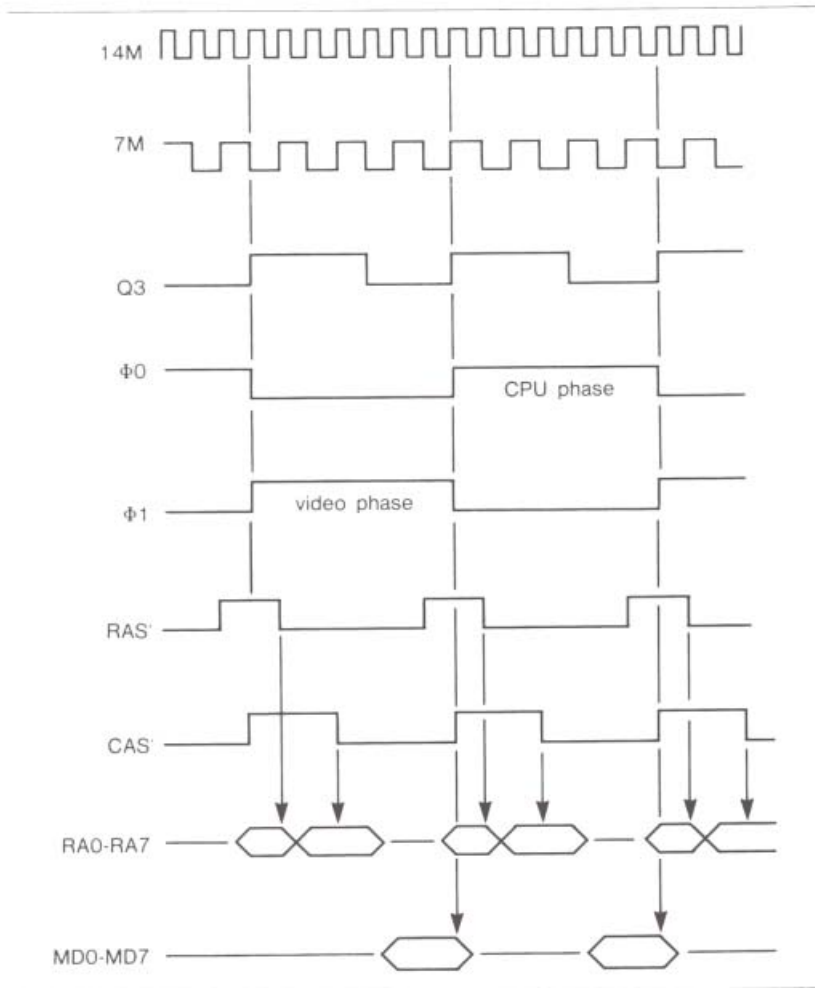 14M
7M
Q3
Φ0
CPU phase
Φ1
video phase
RAS'
CAS'
RA0-RA7
MD0-MD7